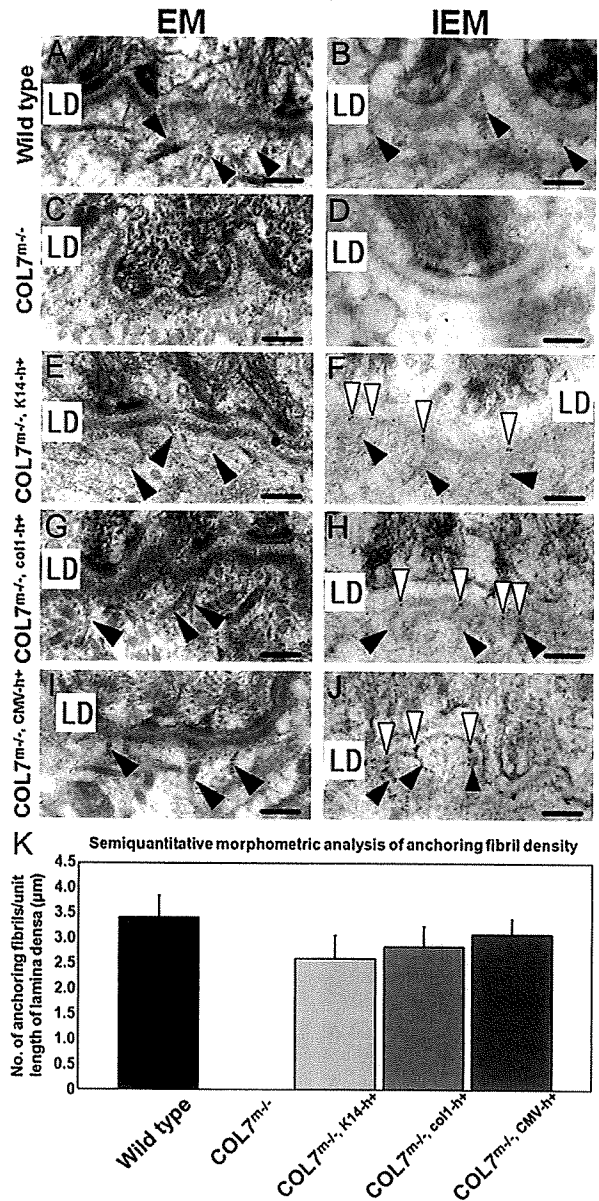 EM IEM
Wild type
A LD
B LD
COL7m-/-
C LD
D LD
COL7m-/-, K14-h+
E LD
F LD
COL7m-/-, col1-h+
G LD
H LD
COL7m-/-, CMV-h+
I LD
J LD
K Semiquantitative morphometric analysis of anchoring fibril density
No. of anchoring fibrils/unit
length of lamina densa (μm)
4.5
4.0
3.5
3.0
2.5
2.0
1.5
1.0
0.5
0
Wild type
COL7m-/-
COL7m-/-, K14-h+
COL7m-/-, col1-h+
COL7m-/-, CMV-h+